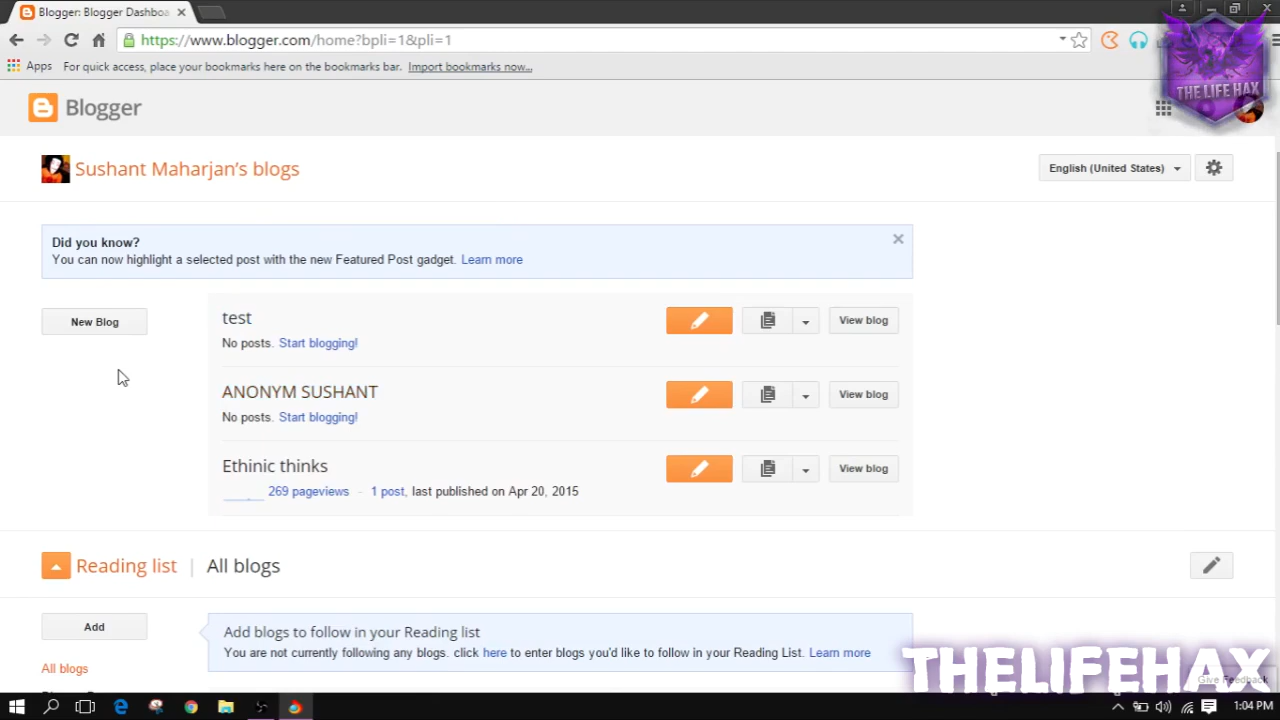 Blogger: Blogger Dashboa
https://www.blogger.com/home?bpli=1&pli=1
Apps For quick access, place your bookmarks here on the bookmarks bar. Import bookmarks now...
THE LIFE HAX
Blogger
Sushant Maharjan's blogs
English (United States)
Did you know?
You can now highlight a selected post with the new Featured Post gadget. Learn more
New Blog
test
View blog
No posts. Start blogging!
ANONYM SUSHANT
View blog
No posts. Start blogging!
Ethinic thinks
View blog
269 pageviews – 1 post, last published on Apr 20, 2015
Reading list | All blogs
Add
Add blogs to follow in your Reading list
You are not currently following any blogs. click here to enter blogs you'd like to follow in your Reading List. Learn more
All blogs
THELIFEHAX
Give Feedback
1:04 PM